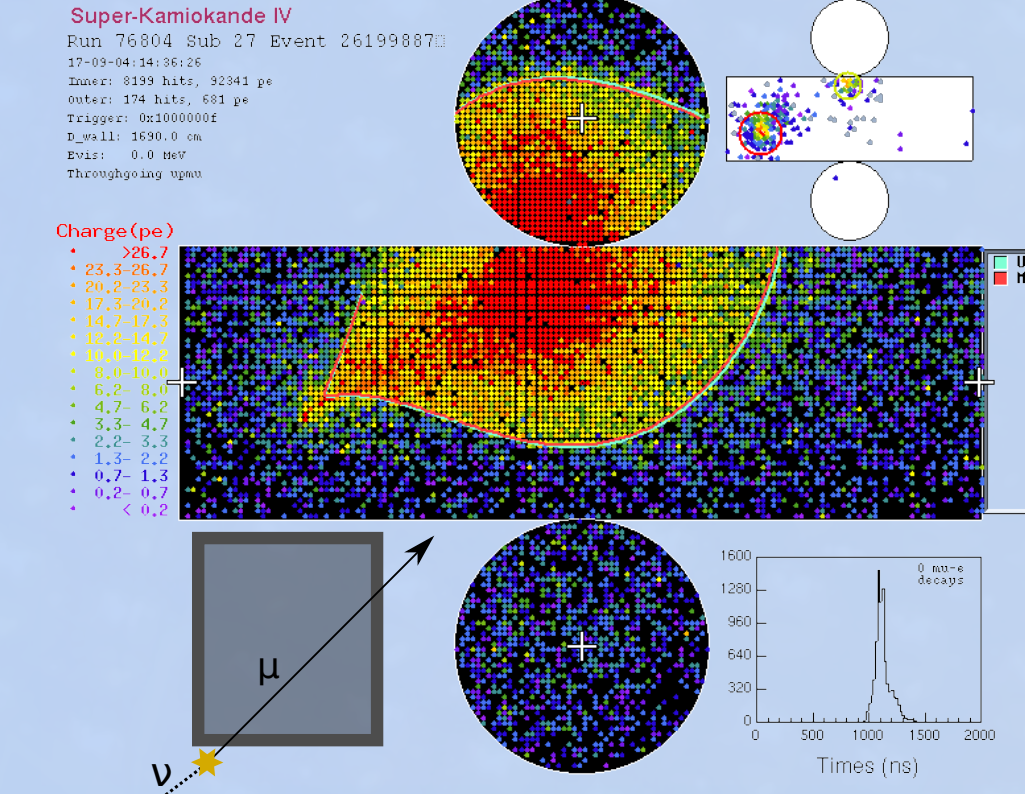 Super-Kamiokande IV
Run 76804 Sub 27 Event 26199887
17-09-04:14:36:26
Inner: 8199 hits, 92341 pe
Outer: 174 hits, 681 pe
Trigger: 0x1000000f
D_wall: 1690.0 cm
Evis: 0.0 MeV
Throughgoing upmu
Charge(pe)
>26.7
23.3-26.7
20.2-23.3
17.3-20.2
14.7-17.3
12.2-14.7
10.0-12.2
8.0-10.0
6.2- 8.0
4.7- 6.2
3.3- 4.7
2.2- 3.3
1.3- 2.2
0.7- 1.3
0.2- 0.7
< 0.2
U
μ
ν
0 mu-e
decays
1600
1280
960
640
320
0
0 500 1000 1500 2000
Times (ns)